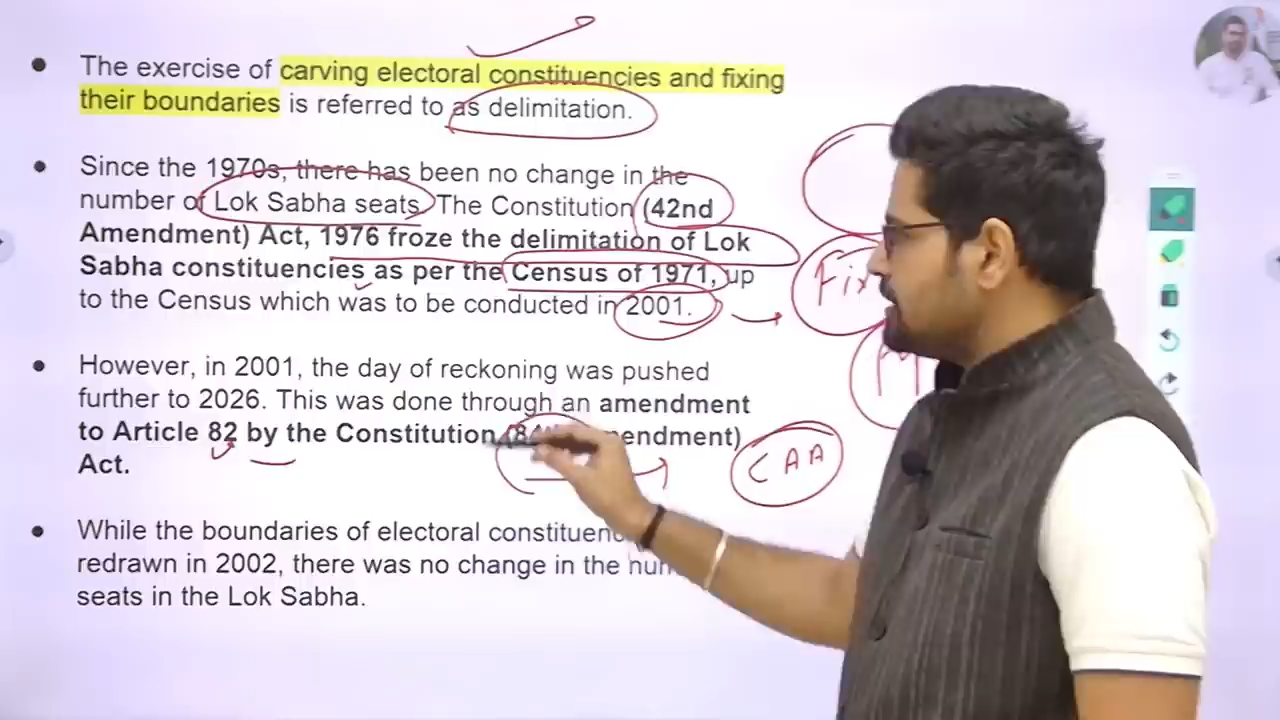 The exercise of carving electoral constituencies and fixing
their boundaries is referred to as delimitation.
Since the 1970s, there has been no change in the
number of Lok Sabha seats. The Constitution (42nd
Amendment) Act, 1976 froze the delimitation of Lok
Sabha constituencies as per the Census of 1971, up
to the Census which was to be conducted in 2001.
Fix
However, in 2001, the day of reckoning was pushed
further to 2026. This was done through an amendment
to Article 82 by the Constitution
Act.
CAA
While the boundaries of electoral
redrawn in 2002, there was no change in the
seats in the Lok Sabha.